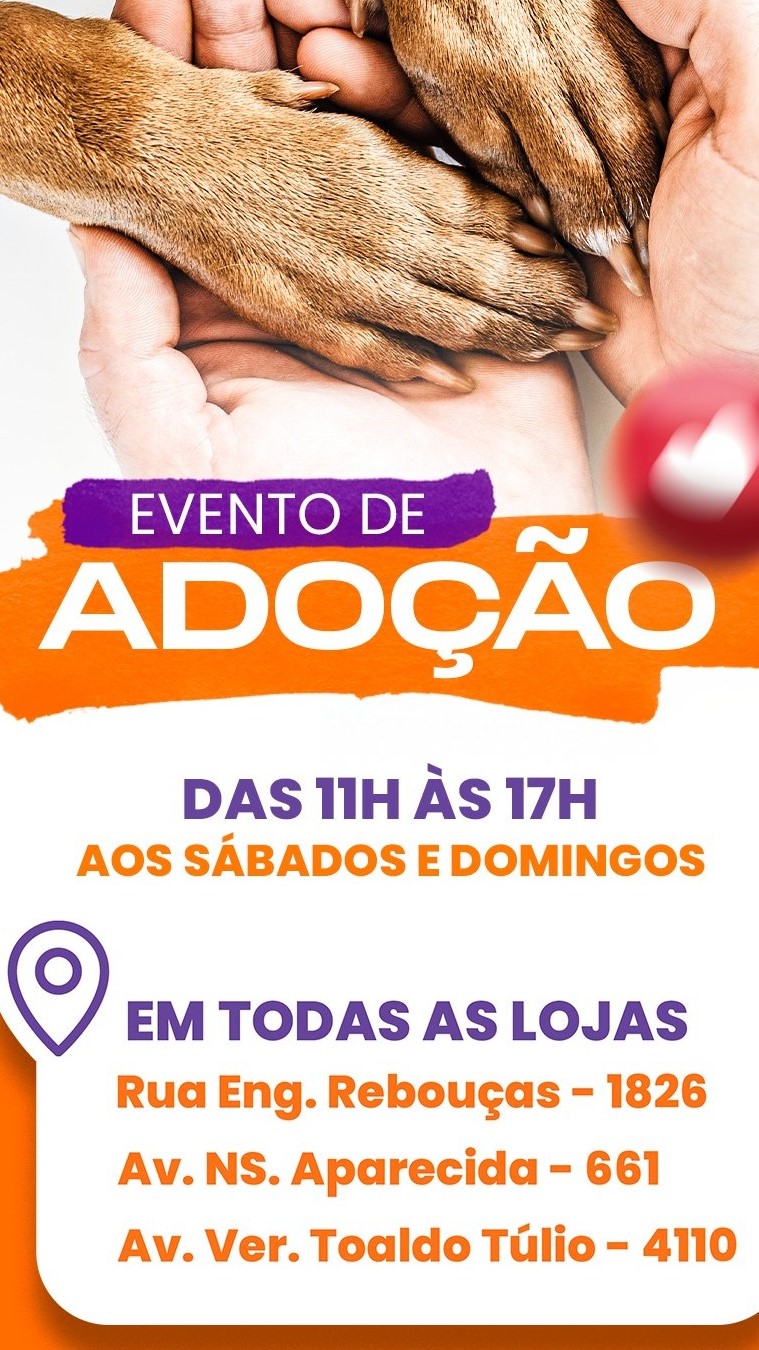 EVENTO DE
ADOÇÃO
DAS 11H ÀS 17H
AOS SÁBADOS E DOMINGOS
EM TODAS AS LOJAS
Rua Eng. Rebouças - 1826
Av. NS. Aparecida - 661
Av. Ver. Toaldo Túlio - 4110